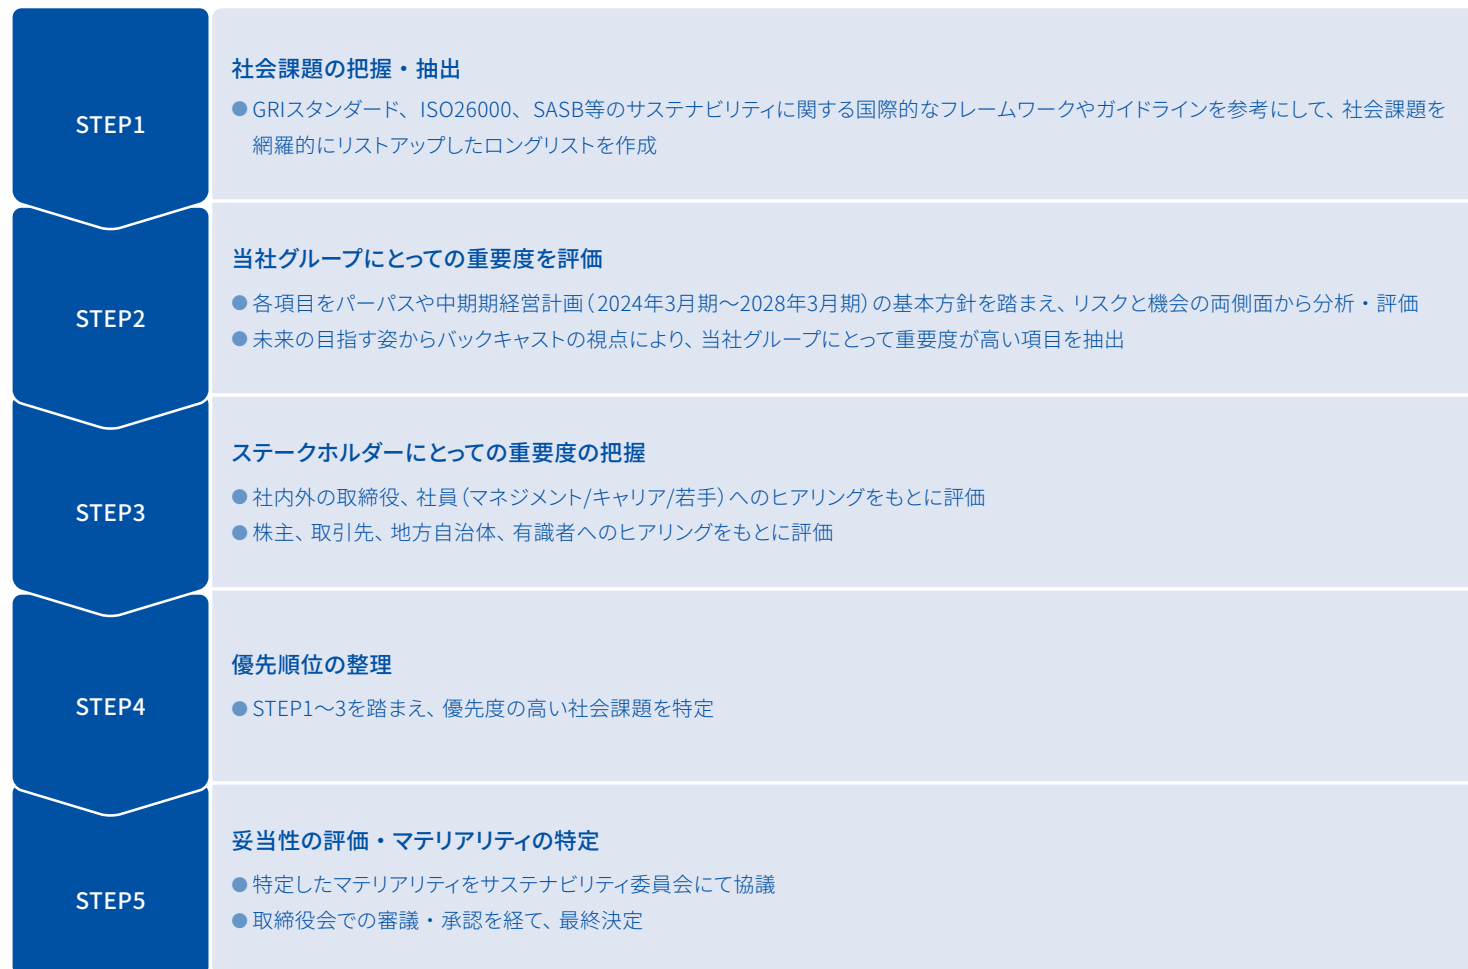 STEP1
社会課題の把握・抽出
●GRIスタンダード、ISO26000、SASB等のサステナビリティに関する国際的なフレームワークやガイドラインを参考にして、社会課題を
網羅的にリストアップしたロングリストを作成
STEP2
当社グループにとっての重要度を評価
●各項目をパーパスや中期期経営計画（2024年3月期～2028年3月期）の基本方針を踏まえ、リスクと機会の両側面から分析・評価
●未来の目指す姿からバックキャストの視点により、当社グループにとって重要度が高い項目を抽出
STEP3
ステークホルダーにとっての重要度の把握
●社内外の取締役、社員（マネジメント/キャリア/若手）へのヒアリングをもとに評価
●株主、取引先、地方自治体、有識者へのヒアリングをもとに評価
STEP4
優先順位の整理
●STEP1～3を踏まえ、優先度の高い社会課題を特定
STEP5
妥当性の評価・マテリアリティの特定
●特定したマテリアリティをサステナビリティ委員会にて協議
●取締役会での審議・承認を経て、最終決定